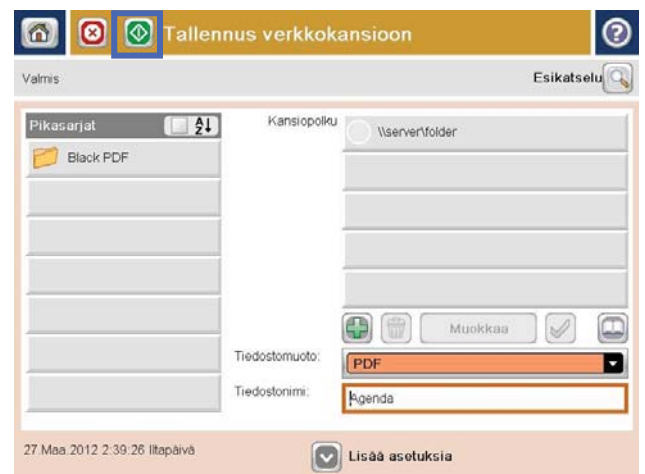 Tallennus verkkokansioon
Valmis
Esikatselu
Pikasarjat
Kansiopolku
\\server\folder
Black PDF
Muokkaa
Tiedostomuoto:
PDF
Tiedostonimi:
Agenda
27.Maa.2012 2:39:26 Iltapäivä
Lisää asetuksia